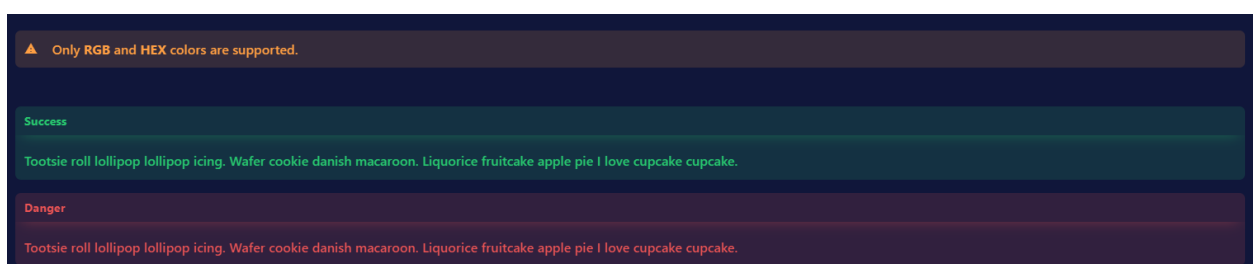 Only RGB and HEX colors are supported.
Success
Tootsie roll lollipop lollipop icing. Wafer cookie danish macaroon. Liquorice fruitcake apple pie I love cupcake cupcake.
Danger
Tootsie roll lollipop lollipop icing. Wafer cookie danish macaroon. Liquorice fruitcake apple pie I love cupcake cupcake.